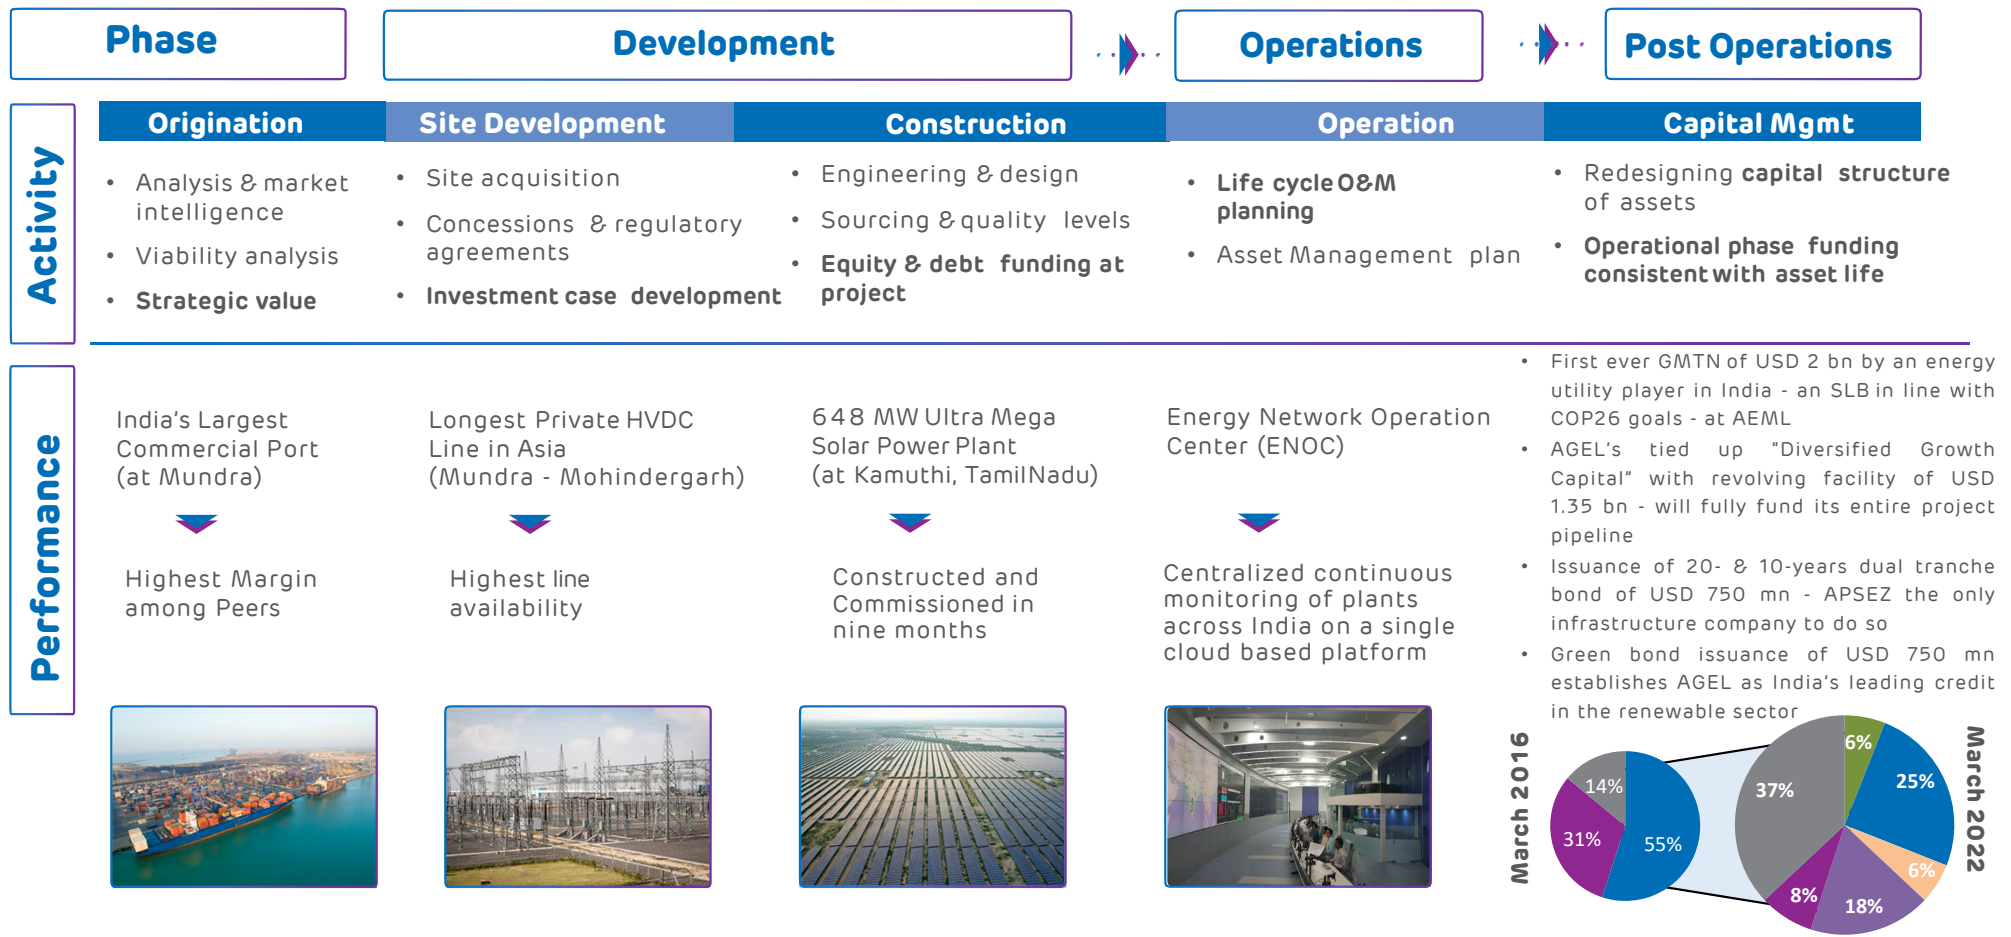 Phase
Development
Operations
Post Operations
Activity
Origination
Site Development
Construction
Operation
Capital Mgmt
• Analysis & market
intelligence
• Viability analysis
• Strategic value
• Site acquisition
• Concessions & regulatory
agreements
• Investment case development
• Engineering & design
• Sourcing & quality levels
• Equity & debt funding at
project
• Life cycle O&M
planning
• Asset Management plan
• Redesigning capital structure
of assets
• Operational phase funding
consistent with asset life
Performance
India's Largest
Commercial Port
(at Mundra)
Highest Margin
among Peers
Longest Private HVDC
Line in Asia
(Mundra - Mohindergarh)
Highest line
availability
648 MW Ultra Mega
Solar Power Plant
(at Kamuthi, TamilNadu)
Constructed and
Commissioned in
nine months
Energy Network Operation
Center (ENOC)
Centralized continuous
monitoring of plants
across India on a single
cloud based platform
• First ever GMTN of USD 2 bn by an energy
utility player in India - an SLB in line with
COP26 goals - at AEML
• AGEL's tied up "Diversified Growth
Capital" with revolving facility of USD
1.35 bn - will fully fund its entire project
pipeline
• Issuance of 20- & 10-years dual tranche
bond of USD 750 mn - APSEZ the only
infrastructure company to do so
• Green bond issuance of USD 750 mn
establishes AGEL as India's leading credit
in the renewable sector
March 2016
14%
31%
55%
6%
37%
25%
6%
8%
18%
March 2022